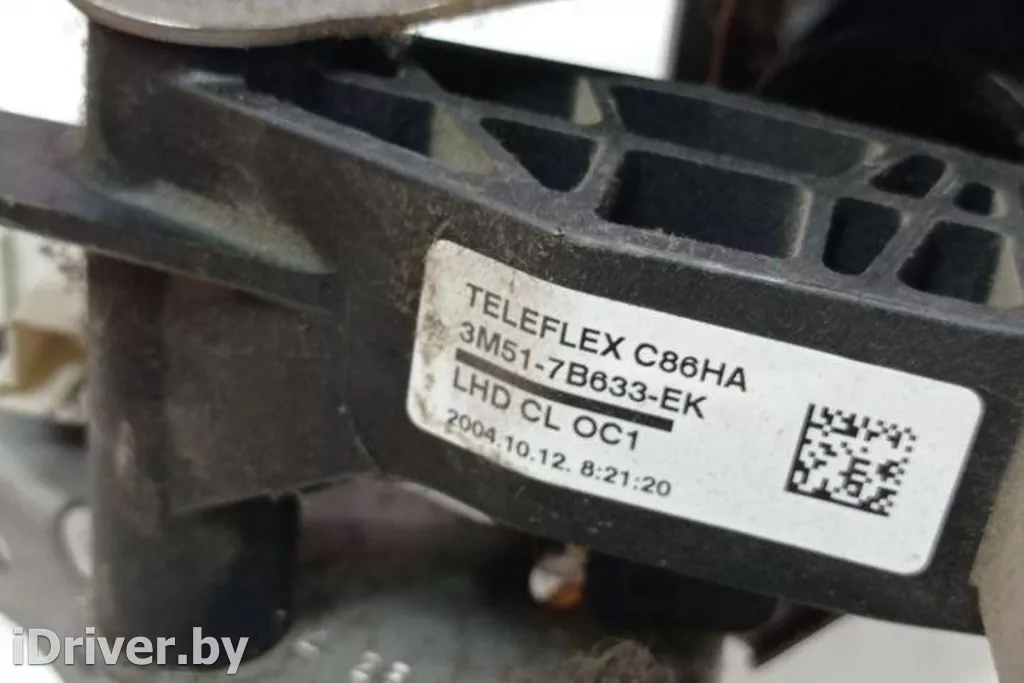 TELEFLEX C86HA
3M51-7B633-EK
LHD CL OC1
2004.10.12. 8:21:20
iDriver.by